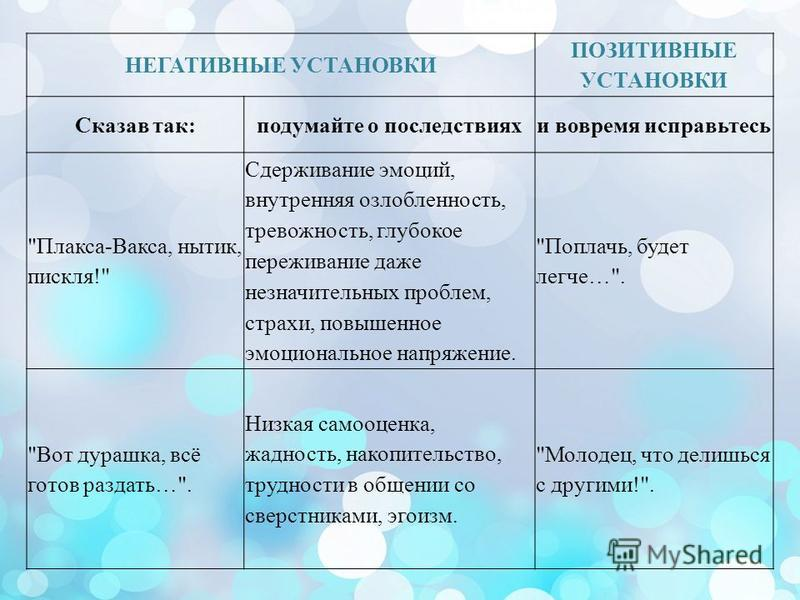 НЕГАТИВНЫЕ УСТАНОВКИ
ПОЗИТИВНЫЕ
УСТАНОВКИ
Сказав так:
подумайте о последствиях
и вовремя исправьтесь
"Плакса-Вакса, нытик,
пискля!"
Сдерживание эмоций,
внутренняя озлобленность,
тревожность, глубокое
переживание даже
незначительных проблем,
страхи, повышенное
эмоциональное напряжение.
"Поплачь, будет
легче…".
"Вот дурашка, всё
готов раздать…".
Низкая самооценка,
жадность, накопительство,
трудности в общении со
сверстниками, эгоизм.
"Молодец, что делишься
с другими!".
MyShared